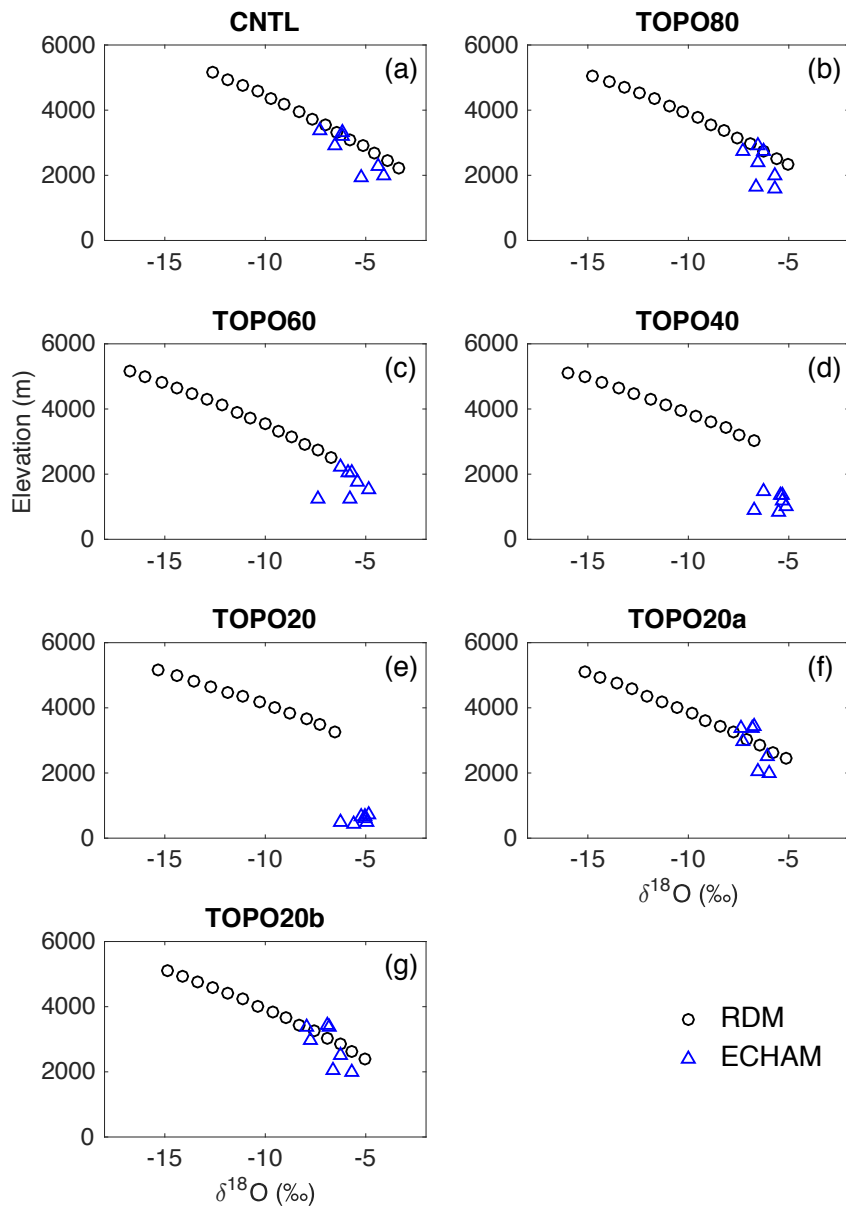 CNTL
TOPO80
6000
4000
2000
0
-15 -10 -5
(a)
6000
4000
2000
0
-15 -10 -5
(b)
TOPO60
TOPO40
Elevation (m)
6000
4000
2000
0
-15 -10 -5
(c)
6000
4000
2000
0
-15 -10 -5
(d)
TOPO20
TOPO20a
6000
4000
2000
0
-15 -10 -5
(e)
6000
4000
2000
0
-15 -10 -5
(f)
δ¹⁸O (‰)
TOPO20b
6000
4000
2000
0
-15 -10 -5
(g)
δ¹⁸O (‰)
RDM
ECHAM